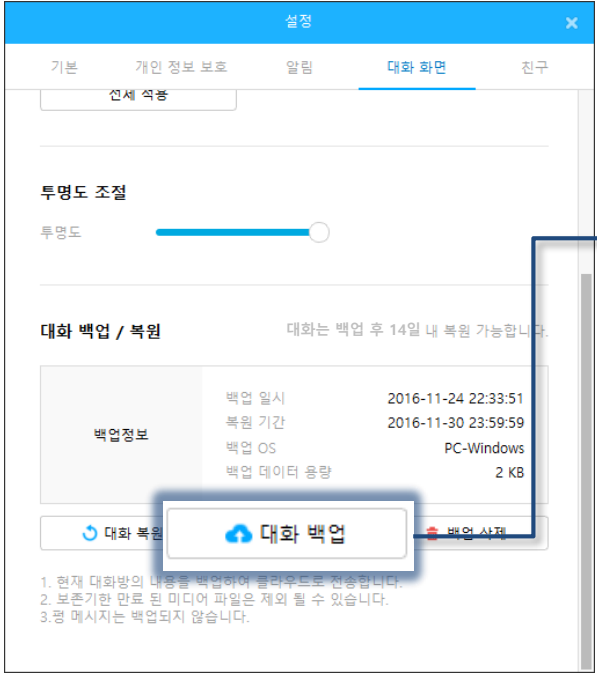 설정
기본 개인 정보 보호 알림 대화 화면 친구
전체 적용
투명도 조절
투명도
대화 백업 / 복원 대화는 백업 후 14일 내 복원 가능합니다.
백업정보
백업 일시 2016-11-24 22:33:51
복원 기간 2016-11-30 23:59:59
백업 OS PC-Windows
백업 데이터 용량 2 KB
대화 복원 대화 백업 백업 삭제
1. 현재 대화방의 내용을 백업하여 클라우드로 전송합니다.
2. 보존기한 만료 된 미디어 파일은 제외 될 수 있습니다.
3.펑 메시지는 백업되지 않습니다.